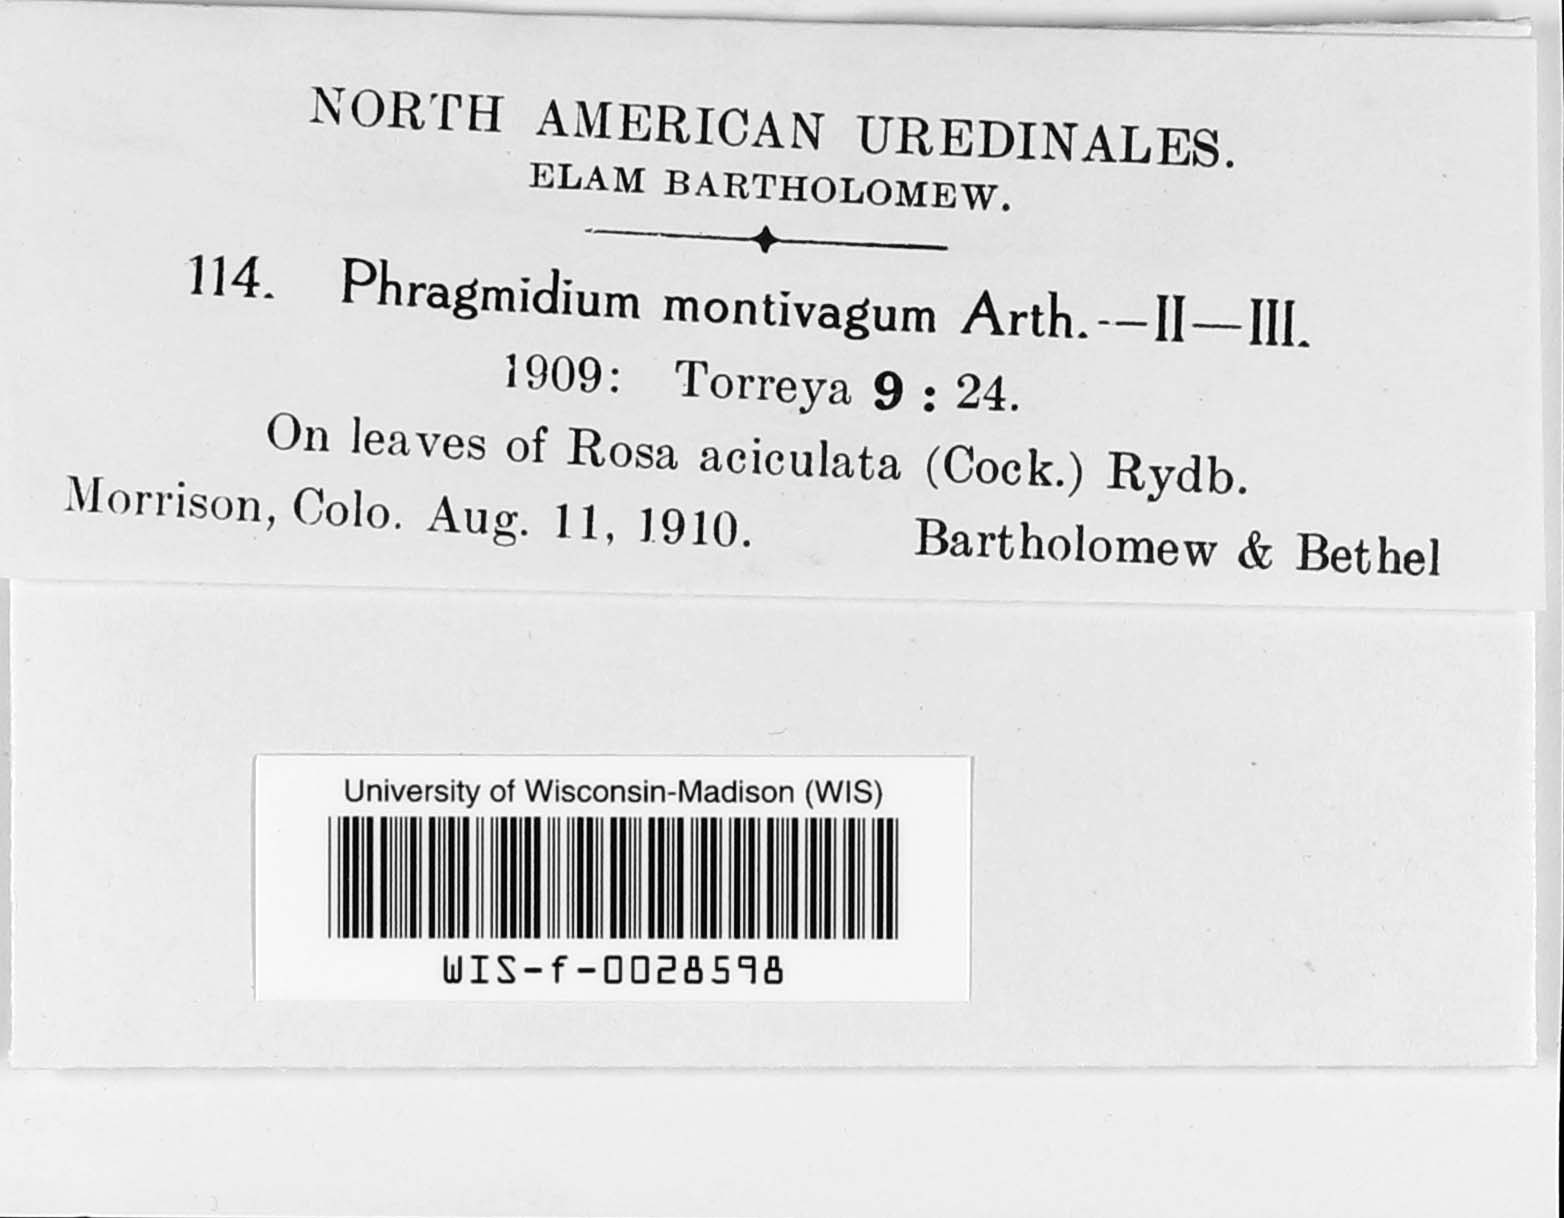 NORTH AMERICAN UREDINALES.
ELAM BARTHOLOMEW.
114. Phragmidium montivagum Arth.--II—III.
1909: Torreya 9 : 24.
On leaves of Rosa aciculata (Cock.) Rydb.
Morrison, Colo. Aug. 11, 1910. Bartholomew & Bethel
University of Wisconsin-Madison (WIS)
WIS-f-0028598